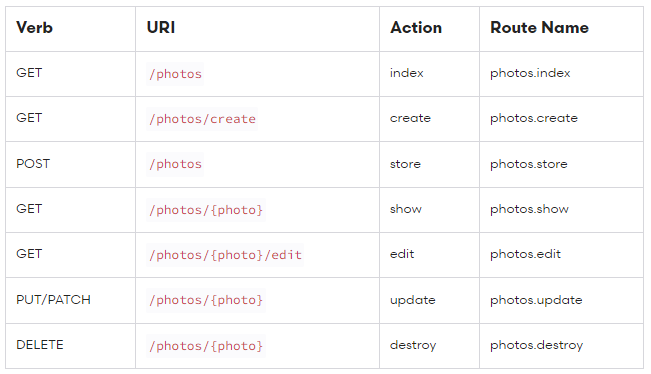 Verb URI Action Route Name
GET /photos index photos.index
GET /photos/create create photos.create
POST /photos store photos.store
GET /photos/{photo} show photos.show
GET /photos/{photo}/edit edit photos.edit
PUT/PATCH /photos/{photo} update photos.update
DELETE /photos/{photo} destroy photos.destroy